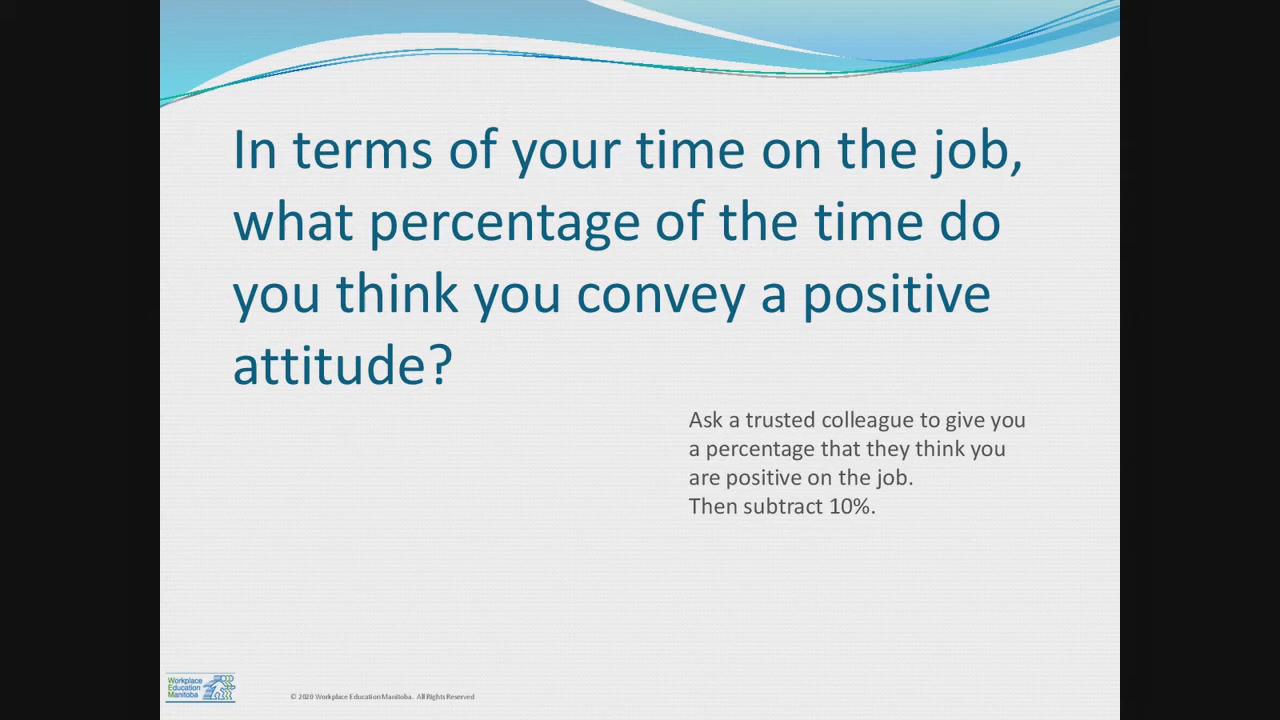 In terms of your time on the job,
what percentage of the time do
you think you convey a positive
attitude?
Ask a trusted colleague to give you
a percentage that they think you
are positive on the job.
Then subtract 10%.
Workplace
Education
Manitoba
© 2020 Workplace Education Manitoba. All Rights Reserved